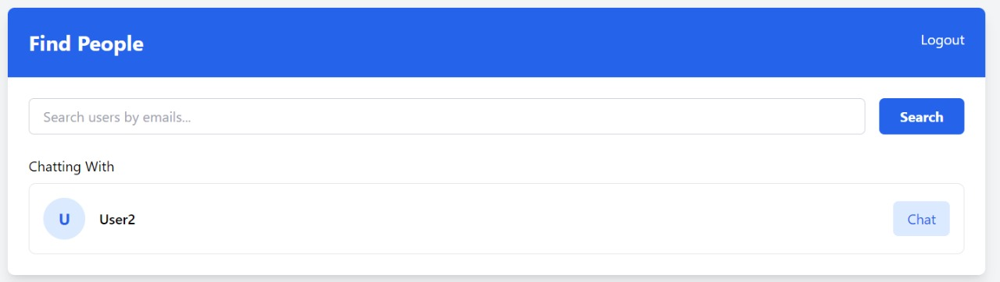 Find People
Logout
Search users by emails...
Search
Chatting With
U
User2
Chat